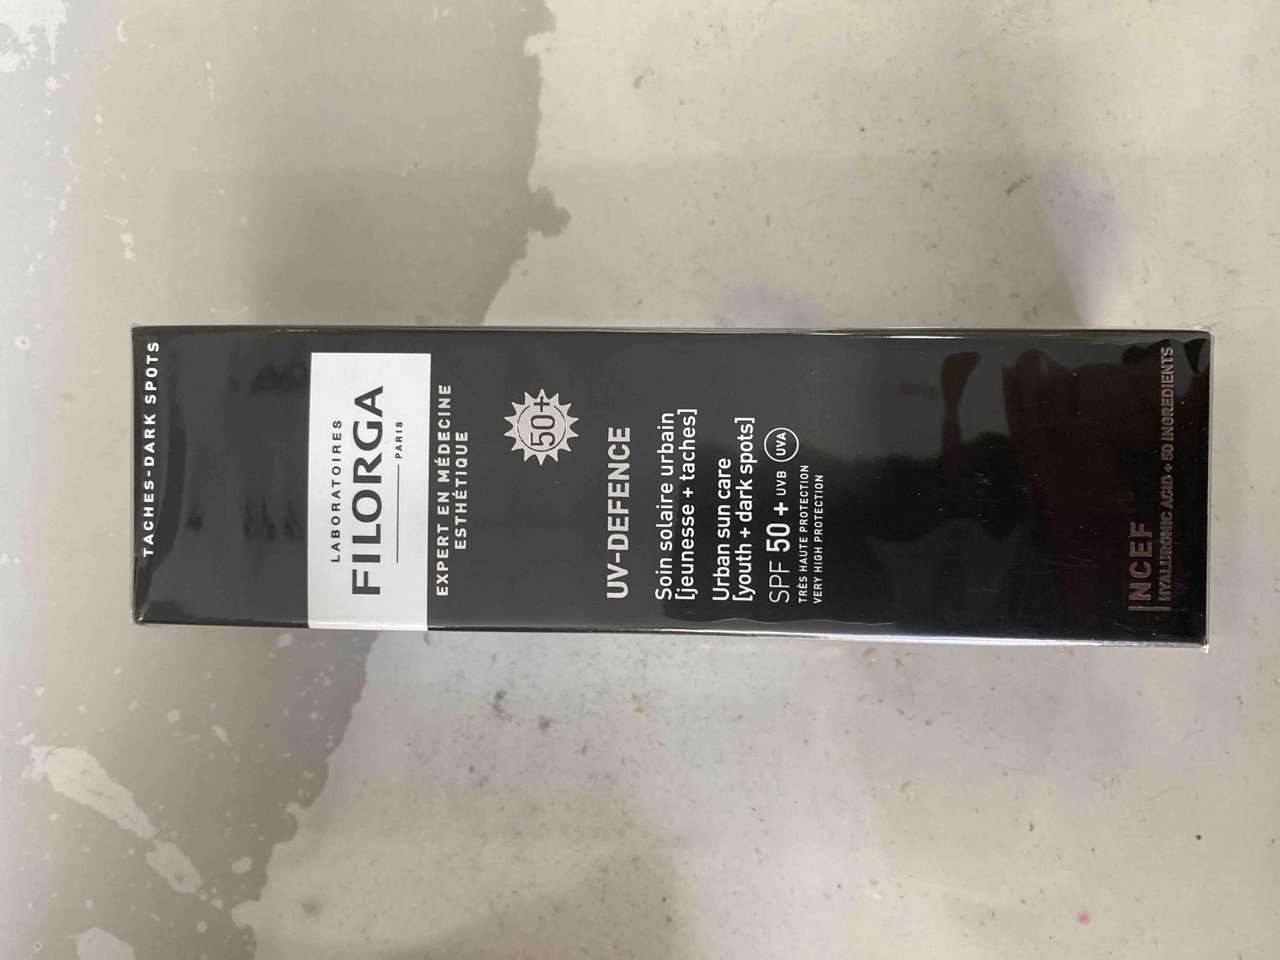 TACHES-DARK SPOTS
LABORATOIRES
FILORGA
PARIS
EXPERT EN MÉDECINE
ESTHÉTIQUE
50+
UV-DEFENCE
Soin solaire urbain
[jeunesse + taches]
Urban sun care
[youth + dark spots]
SPF 50 + UVB UVA
TRÈS HAUTE PROTECTION
VERY HIGH PROTECTION
NCEF
HYALURONIC ACID + 50 INGREDIENTS